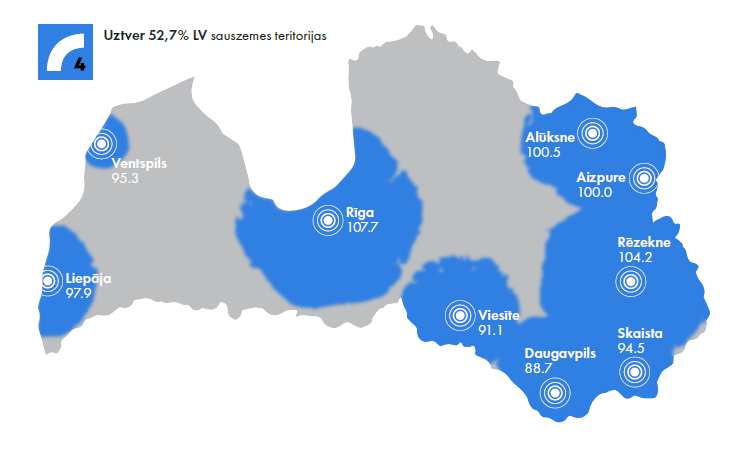 4
Uztver 52,7% LV sauszemes teritorijas
Ventspils
95.3
Liepāja
97.9
Rīga
107.7
Alūksne
100.5
Aizpure
100.0
Rēzekne
104.2
Viesīte
91.1
Skaista
94.5
Daugavpils
88.7